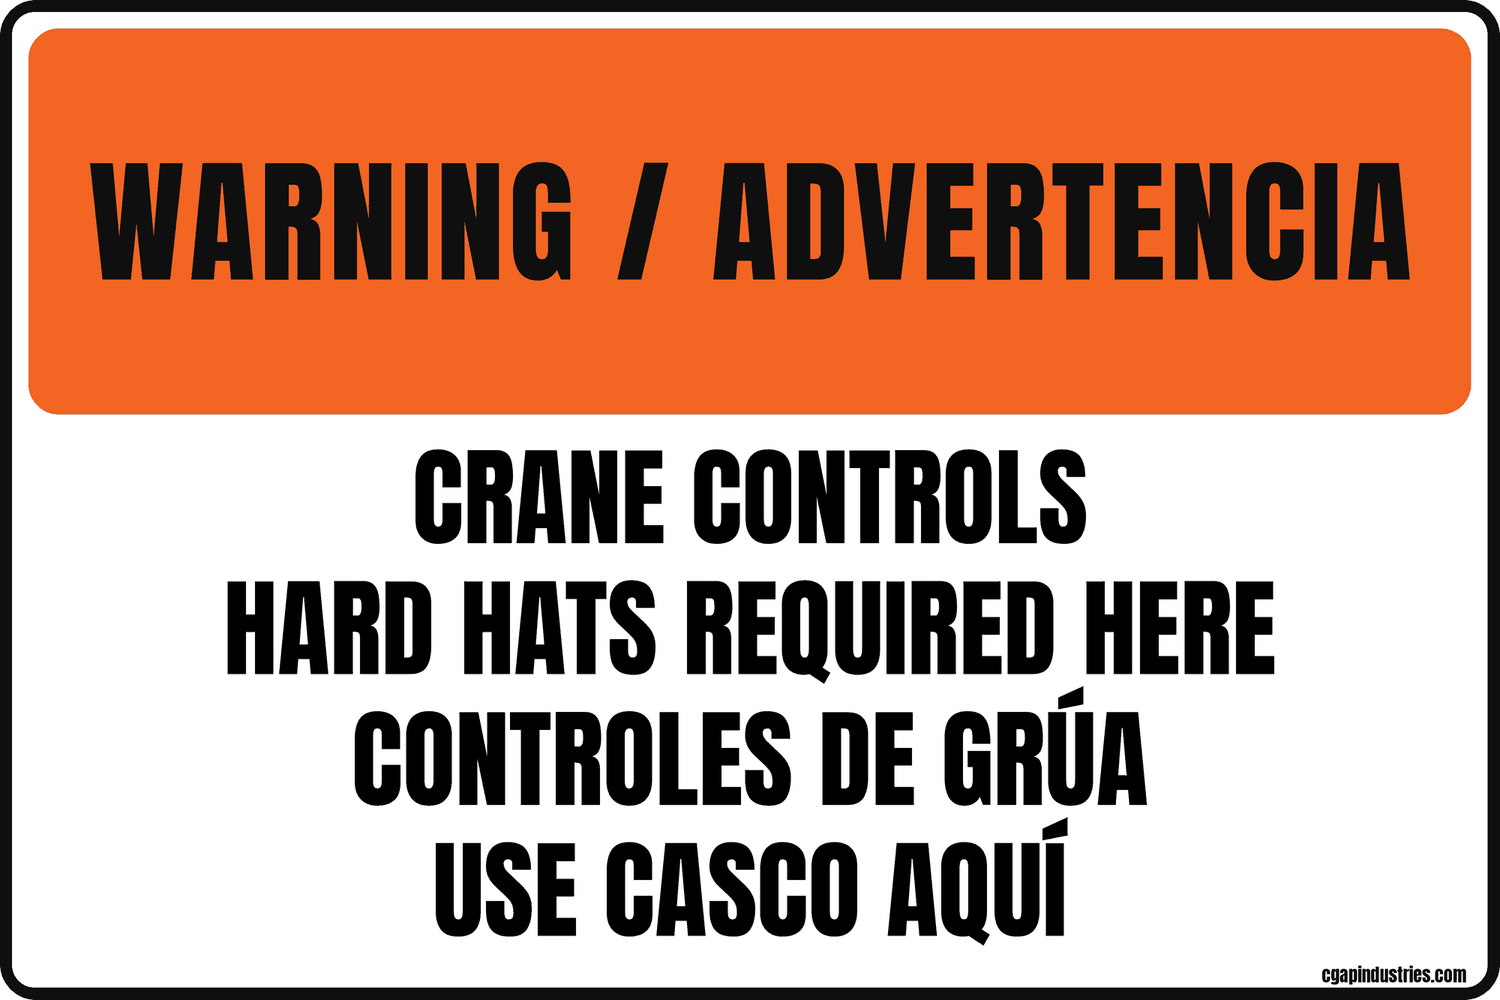 WARNING / ADVERTENCIA
CRANE CONTROLS
HARD HATS REQUIRED HERE
CONTROLES DE GRÚA
USE CASCO AQUÍ
cgapindustries.com